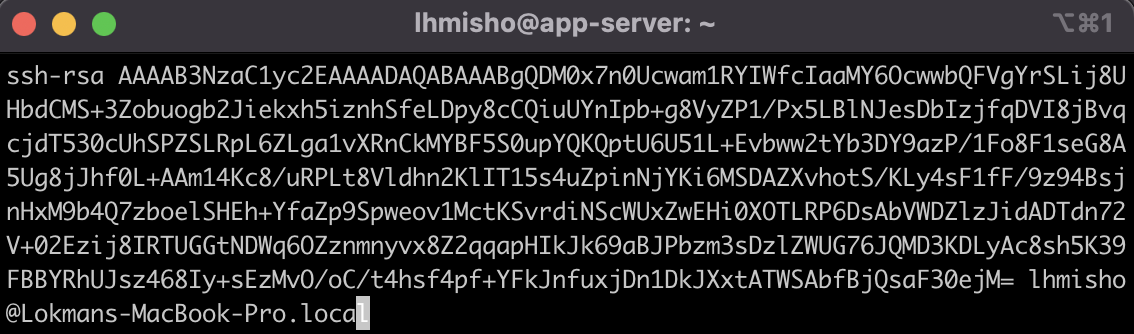 lhmisho@app-server: ~
⌥⌘1
ssh-rsa AAAAB3NzaC1yc2EAAAADAQABAAABgQDM0x7n0Ucwam1RYIWfcIaaMY6OcwwbQFVgYrSLij8U
HbdCMS+3Zobuogb2Jiekxh5iznhSfeLDpy8cCQiuUYnIpb+g8VyZP1/Px5LBlNJesDbIzjfqDVI8jBvq
cjdT530cUhSPZSLRpL6ZLga1vXRnCkMYBF5S0upYQKQptU6U51L+Evbww2tYb3DY9azP/1Fo8F1seG8A
5Ug8jJhf0L+AAm14Kc8/uRPLt8Vldhn2KlIT15s4uZpinNjYKi6MSDAZXvhotS/KLy4sF1fF/9z94Bsj
nHxM9b4Q7zboelSHEh+YfaZp9Spweov1MctKSvrdiNScWUxZwEHi0XOTLRP6DsAbVWDZlzJidADTdn72
V+02Ezij8IRTUGGtNDWq6OZznmnyvx8Z2qqapHIkJk69aBJPbzm3sDzlZWUG76JQMD3KDLyAc8sh5K39
FBBYRhUJsz468Iy+sEzMvO/oC/t4hsf4pf+YFkJnfuxjDn1DkJXxtATWSAbfBjQsaF30ejM= lhmisho
@Lokmans-MacBook-Pro.local